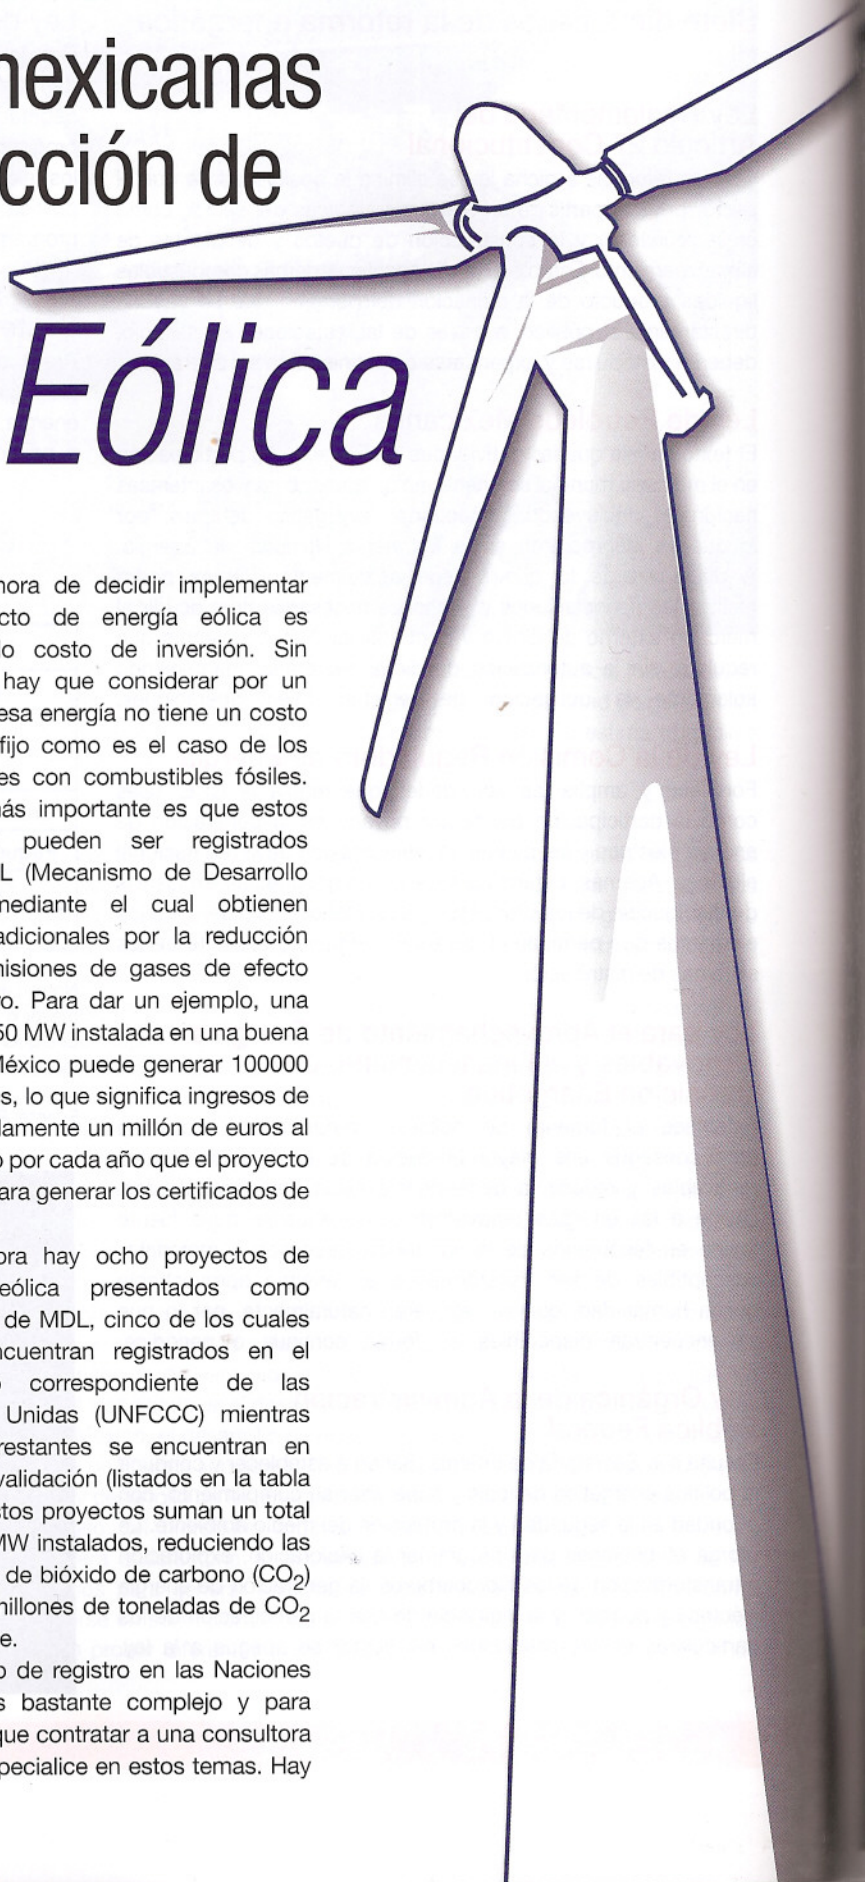 nexicanas
cción de
Eólica
hora de decidir implementar
cto de energía eólica es
lo costo de inversión. Sin
hay que considerar por un
esa energía no tiene un costo
fijo como es el caso de los
es con combustibles fósiles.
más importante es que estos
pueden ser registrados
L (Mecanismo de Desarrollo
mediante el cual obtienen
adicionales por la reducción
misiones de gases de efecto
ro. Para dar un ejemplo, una
50 MW instalada en una buena
México puede generar 100000
s, lo que significa ingresos de
damente un millón de euros al
o por cada año que el proyecto
para generar los certificados de
ora hay ocho proyectos de
eólica presentados como
de MDL, cinco de los cuales
ncuentran registrados en el
correspondiente de las
Unidas (UNFCCC) mientras
restantes se encuentran en
validación (listados en la tabla
stos proyectos suman un total
MW instalados, reduciendo las
de bióxido de carbono (CO2)
millones de toneladas de CO2
e.
o de registro en las Naciones
s bastante complejo y para
que contratar a una consultora
pecialice en estos temas. Hay